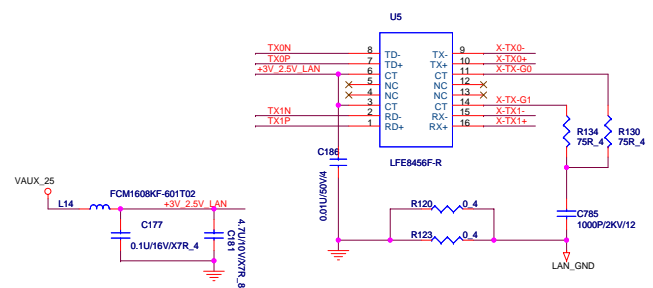 U5
TX0N 8 TD- TX- 9 X-TX0-
TX0P 7 TD+ TX+ 10 X-TX0+
+3V_2.5V_LAN 6 CT CT 11 X-TX-G0
5 NC NC 12
4 NC NC 13
3 CT CT 14 X-TX-G1
TX1N 2 RD- RX- 15 X-TX1-
TX1P 1 RD+ RX+ 16 X-TX1+
LFE8456F-R
R134 R130
75R_4 75R_4
C186
0.01U/50V/4
VAUX_25
L14 FCM1608KF-601T02
+3V_2.5V_LAN
C177
0.1U/16V/X7R_4
C181
4.7U/10V/X7R_8
R120 0_4
R123 0_4
C785
1000P/2KV/12
LAN_GND